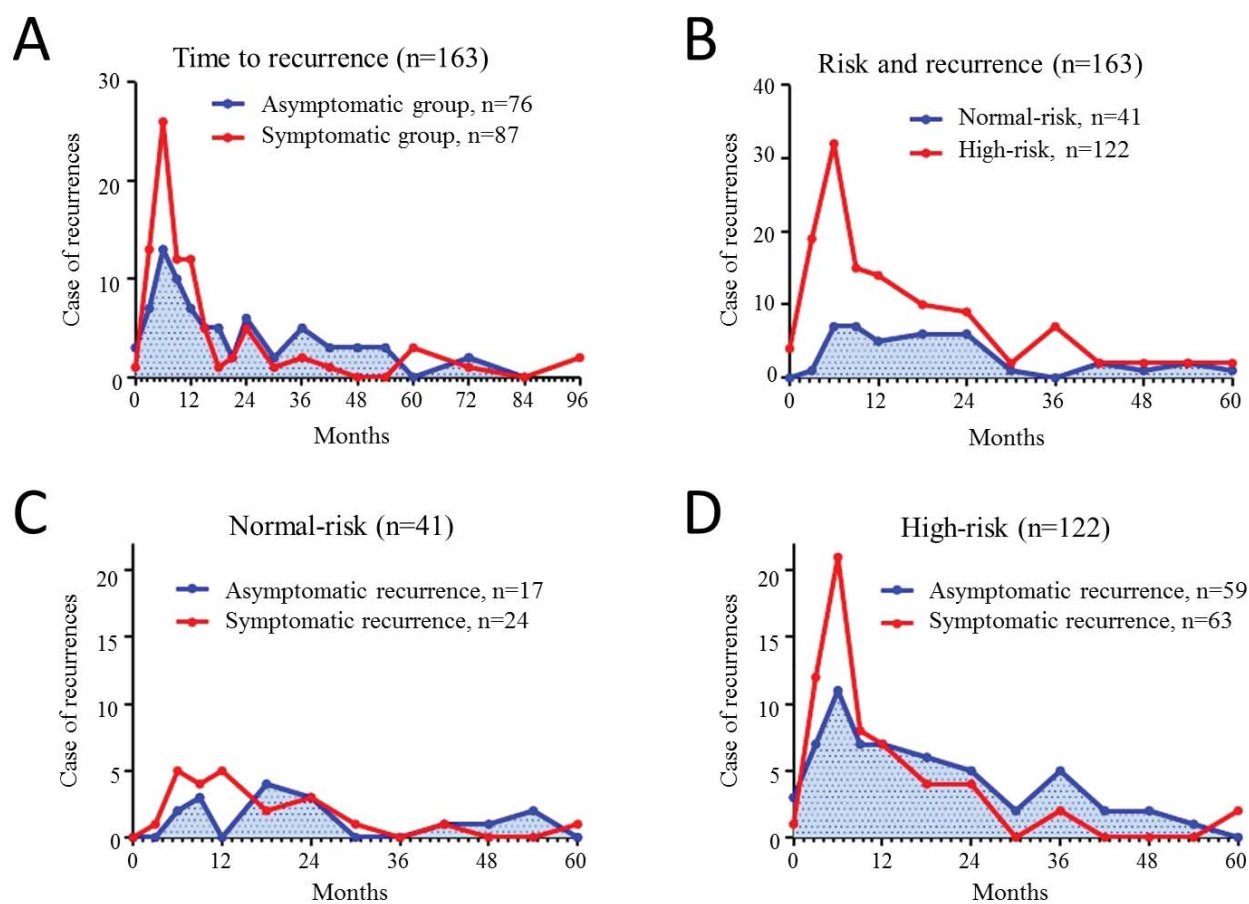 A
Time to recurrence (n=163)
Asymptomatic group, n=76
Symptomatic group, n=87
Case of recurrences
30
20
10
0
0 12 24 36 48 60 72 84 96
Months
B
Risk and recurrence (n=163)
Normal-risk, n=41
High-risk, n=122
Case of recurrences
40
30
20
10
0
0 12 24 36 48 60
Months
C
Normal-risk (n=41)
Asymptomatic recurrence, n=17
Symptomatic recurrence, n=24
Case of recurrences
20
15
10
5
0
0 12 24 36 48 60
Months
D
High-risk (n=122)
Asymptomatic recurrence, n=59
Symptomatic recurrence, n=63
Case of recurrences
20
15
10
5
0
0 12 24 36 48 60
Months